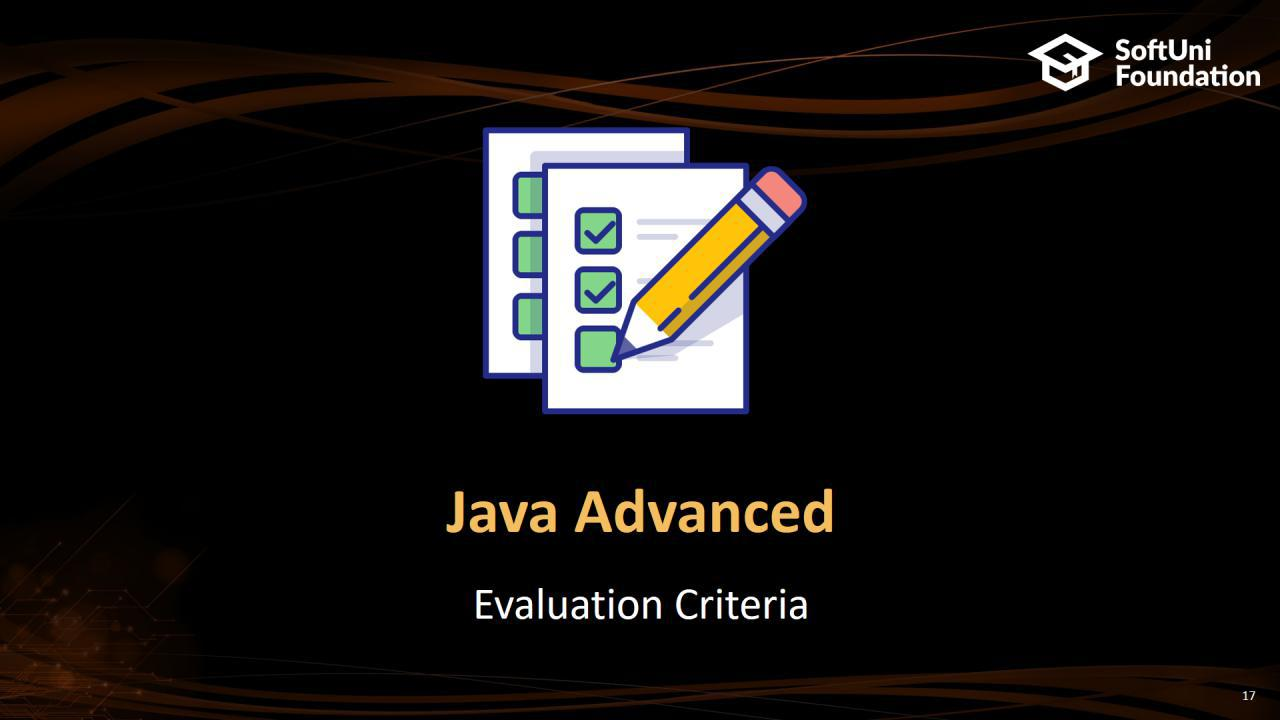 SoftUni
Foundation
Java Advanced
Evaluation Criteria
17